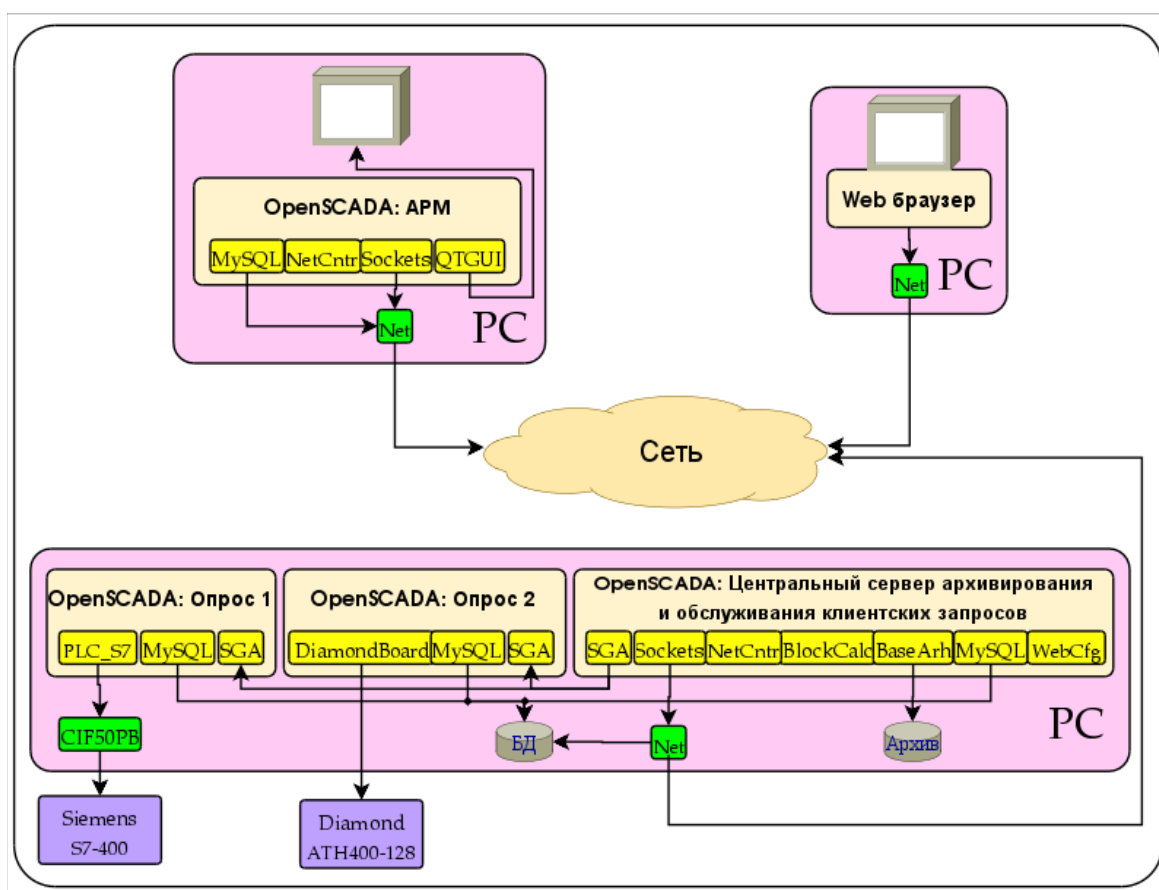 OpenSCADA: АРМ
MySQL NetCntr Sockets QTGUI
Net
PC
Web браузер
Net
PC
Сеть
OpenSCADA: Опрос 1
PLC_S7 MySQL SGA
CIF50PB
Siemens
S7-400
OpenSCADA: Опрос 2
DiamondBoard MySQL SGA
Diamond
ATH400-128
OpenSCADA: Центральный сервер архивирования
и обслуживания клиентских запросов
SGA Sockets NetCntr BlockCalc BaseArh MySQL WebCfg
БД
Net
Архив
PC